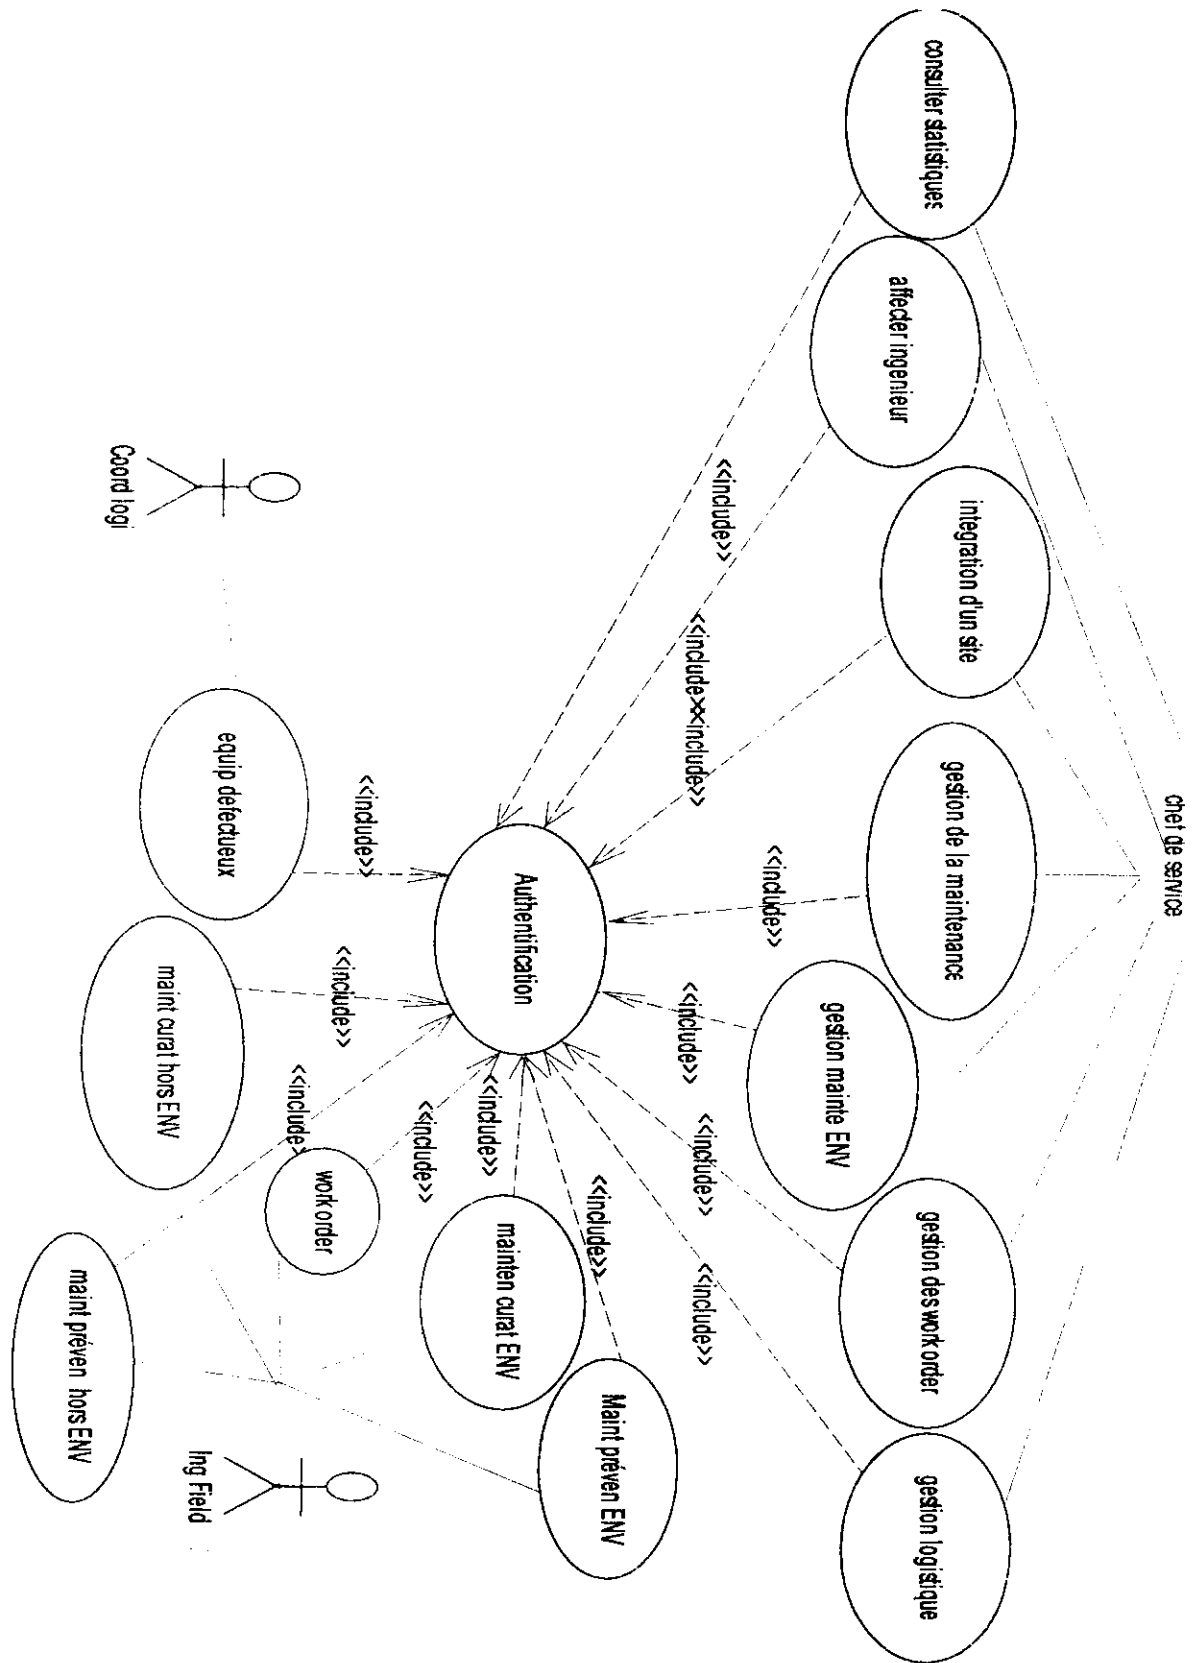 chef de service
consulter statistiques
affecter ingenieur
integration d'un site
gestion de la maintenance
gestion mainte ENV
gestion des work order
gestion logistique
<<include>>
<<include>>
<<include>>
<<include>>
<<include>>
<<include>>
<<include>>
<<include>>
Authentification
Maint préven ENV
mainten curat ENV
<<include>>
<<include>>
<<include>>
<<include>>
<<include>>
<<include>>
work order
equip defectueux
maint curat hors ENV
maint préven hors ENV
Coord logi
Ing Field